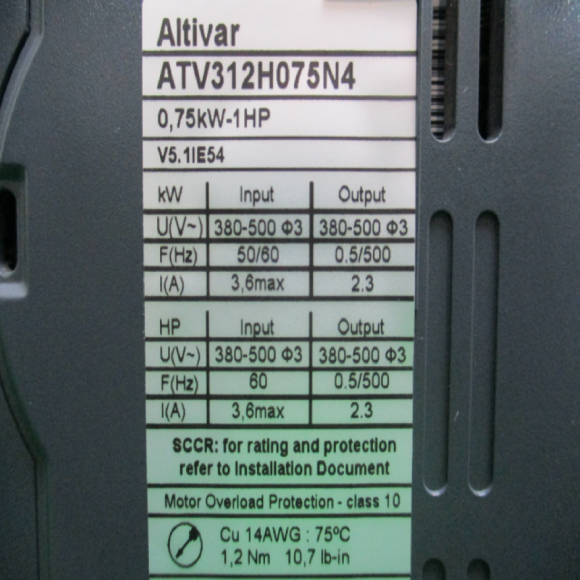 Altivar
ATV312H075N4
0,75kW-1HP
V5.1IE54
kW Input Output
U(V~) 380-500 Φ3 380-500 Φ3
F(Hz) 50/60 0.5/500
I(A) 3,6max 2.3
HP Input Output
U(V~) 380-500 Φ3 380-500 Φ3
F(Hz) 60 0.5/500
I(A) 3,6max 2.3
SCCR: for rating and protection
refer to Installation Document
Motor Overload Protection - class 10
Cu 14AWG : 75ºC
1,2 Nm 10,7 lb-in